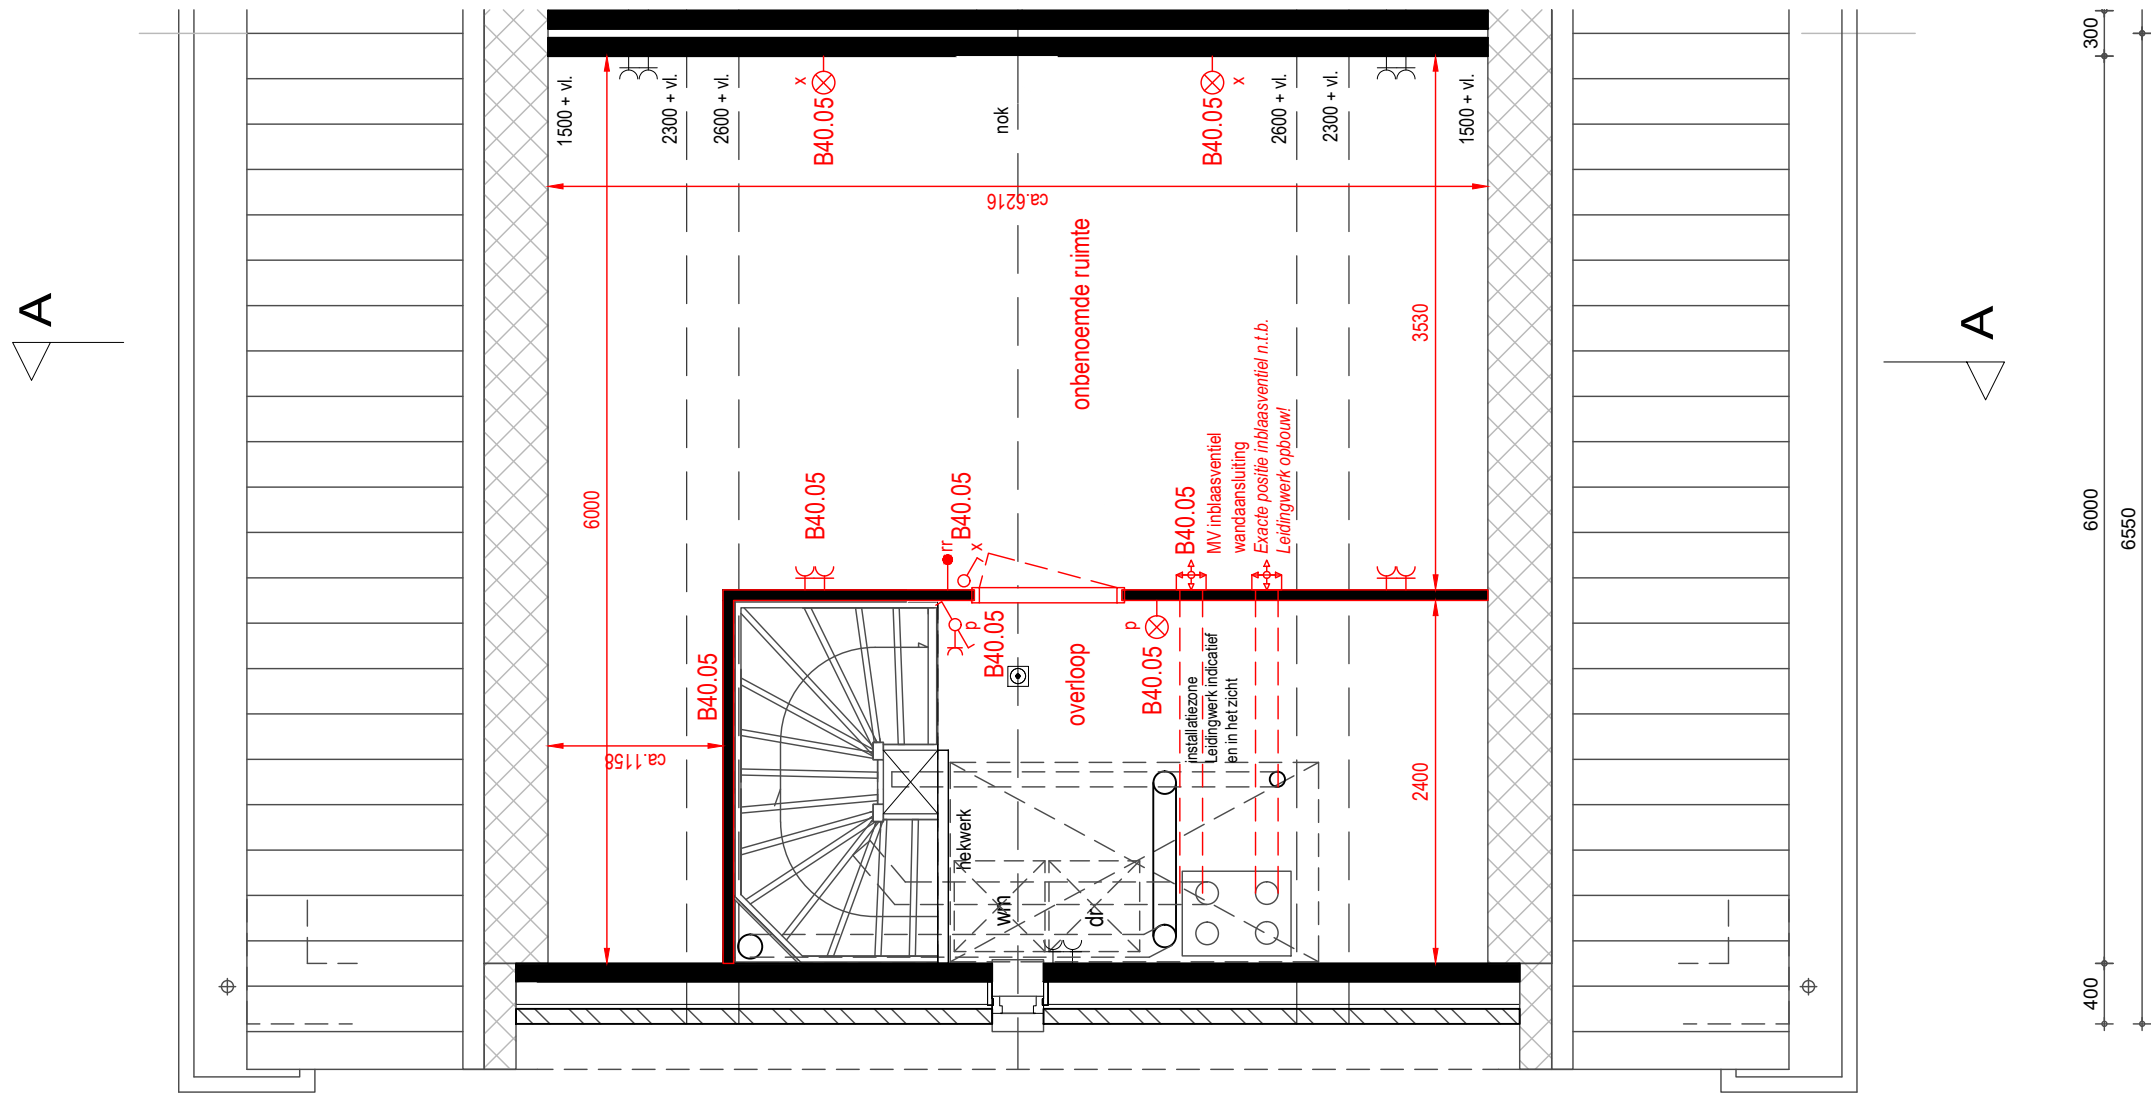 A
A
300
6000
6550
400
1500 + vl.
2300 + vl.
2600 + vl.
x
B40.05
nok
B40.05
x
2600 + vl.
2300 + vl.
1500 + vl.
ca.6216
onbenoemde ruimte
6000
3530
B40.05
B40.05
rr
x
B40.05
MV inblaasventiel
wandaansluiting
Exacte positie inblaasventiel n.t.b.
Leidingwerk opbouw!
B40.05
p
B40.05
overloop
p
B40.05
installatiezone
Leidingwerk indicatief
en in het zicht
ca.1158
2400
hekwerk
wm
dr